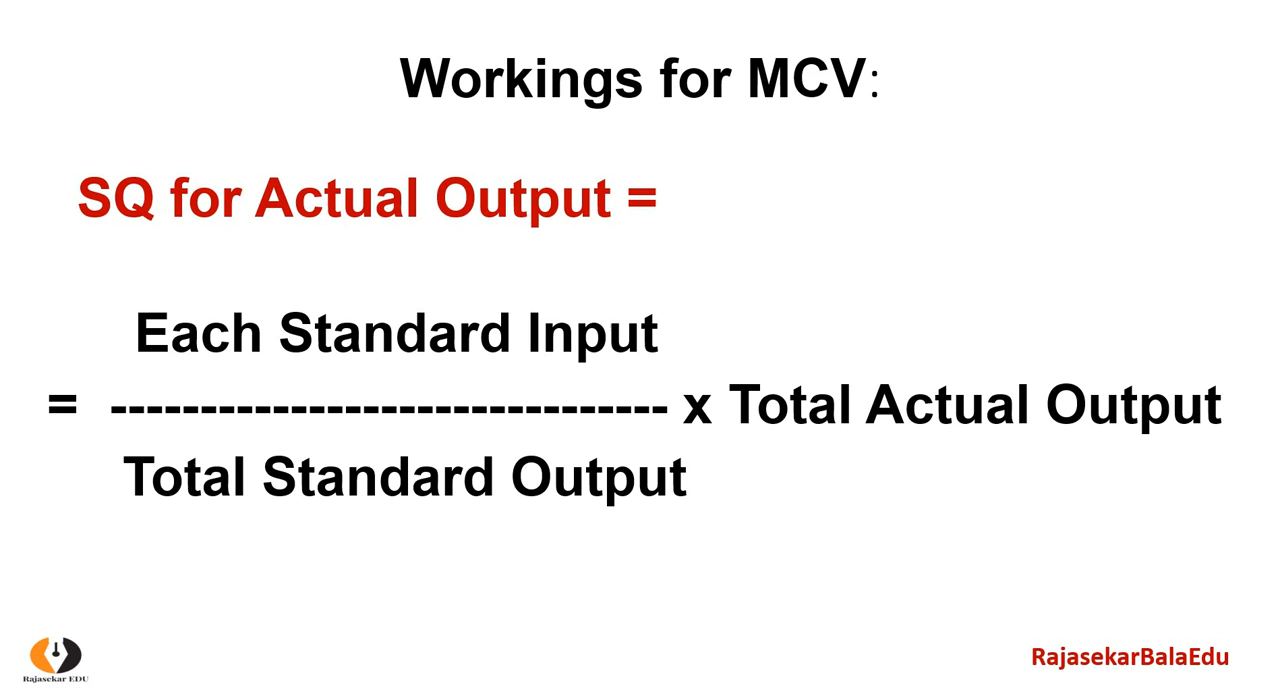 Workings for MCV:
SQ for Actual Output =
Each Standard Input
= ------------------------------- x Total Actual Output
Total Standard Output
Rajasekar EDU
RajasekarBalaEdu